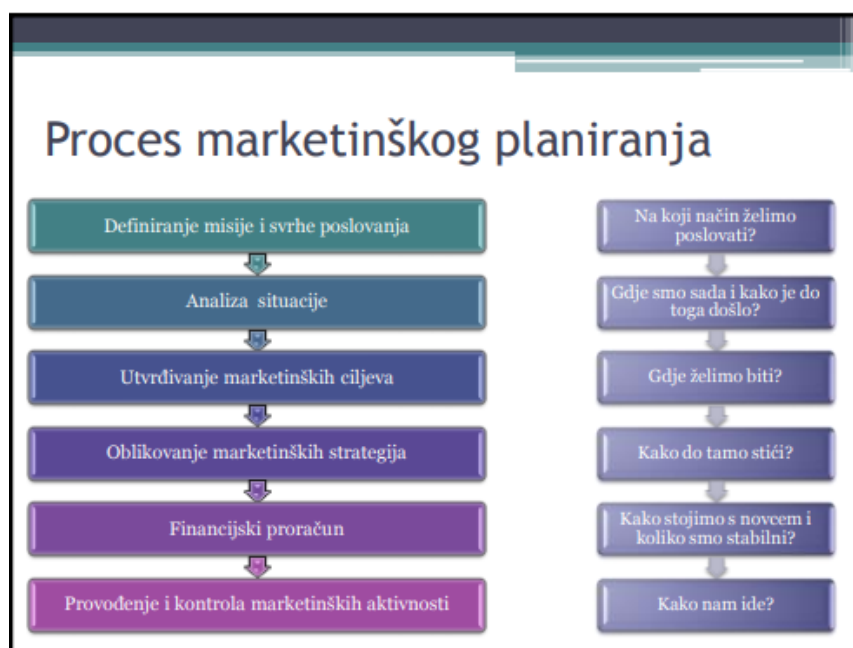 Proces marketinškog planiranja
Definiranje misije i svrhe poslovanja
Analiza situacije
Utvrđivanje marketinških ciljeva
Oblikovanje marketinških strategija
Financijski proračun
Provođenje i kontrola marketinških aktivnosti
Na koji način želimo
poslovati?
Gdje smo sada i kako je do
toga došlo?
Gdje želimo biti?
Kako do tamo stići?
Kako stojimo s novcem i
koliko smo stabilni?
Kako nam ide?